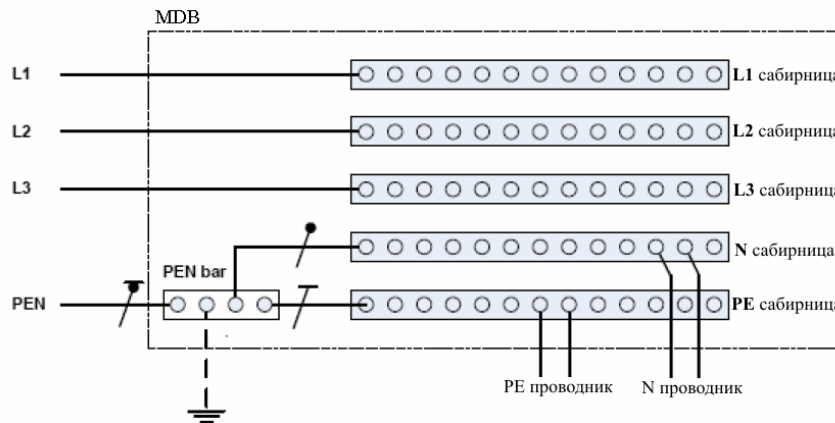 MDB
L1 L1 сабирница
L2 L2 сабирница
L3 L3 сабирница
N сабирница
PEN bar
PEN PE сабирница
PE проводник N проводник